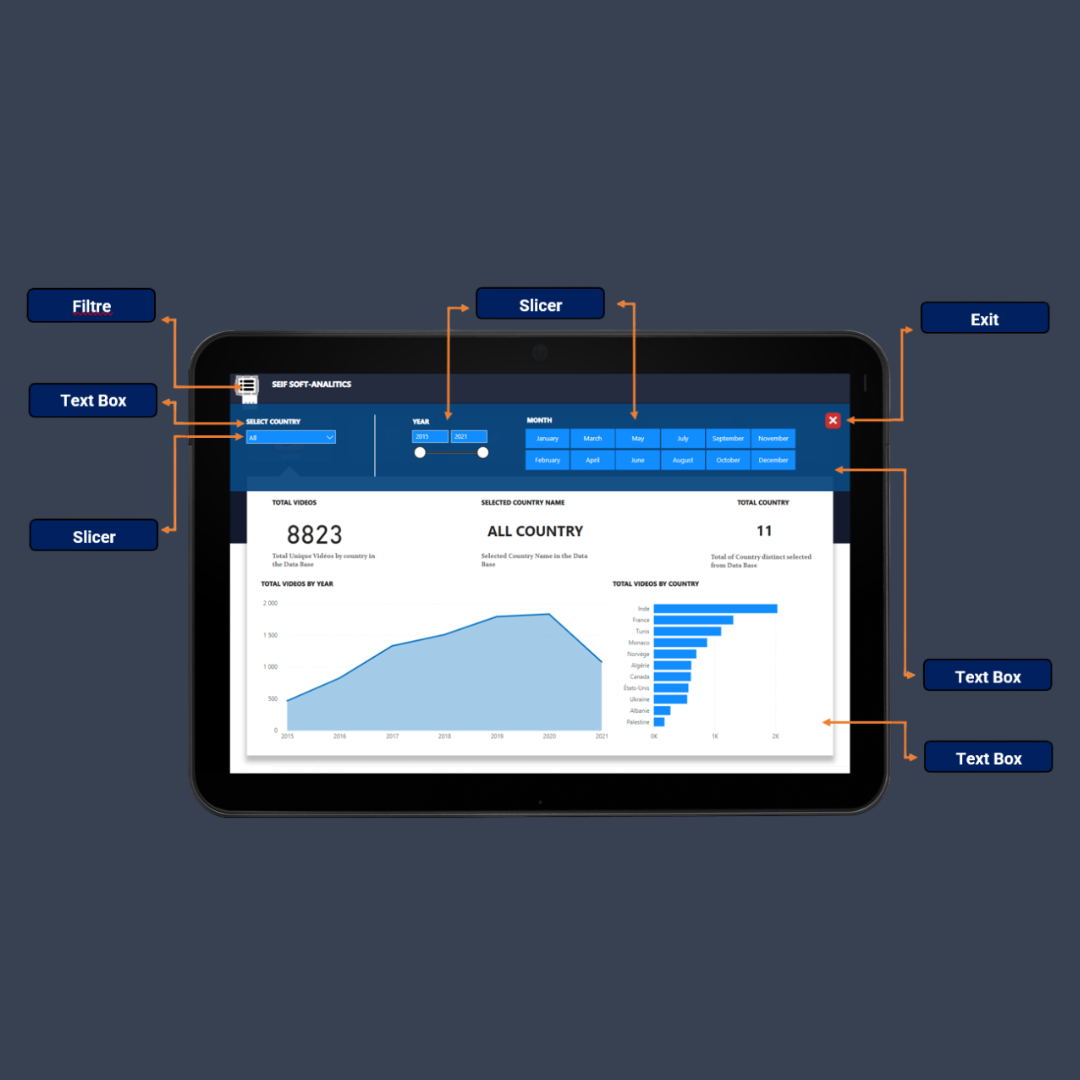 Filtre
Slicer
Exit
Text Box
Slicer
Text Box
Text Box
SEIF SOFT-ANALITICS
SELECT COUNTRY
All
YEAR
2015 2021
MONTH
January March May July September November
February April June August October December
TOTAL VIDEOS
8823
Total Unique Vidéos by country in
the Data Base
SELECTED COUNTRY NAME
ALL COUNTRY
Selected Country Name in the Data
Base
TOTAL COUNTRY
11
Total of Country distinct selected
from Data Base
TOTAL VIDEOS BY YEAR
2 000
1 500
1 000
500
0
2015 2016 2017 2018 2019 2020 2021
TOTAL VIDEOS BY COUNTRY
Inde
France
Tunis
Monaco
Norvège
Algérie
Canada
États-Unis
Ukraine
Albanie
Palestine
0K 1K 2K